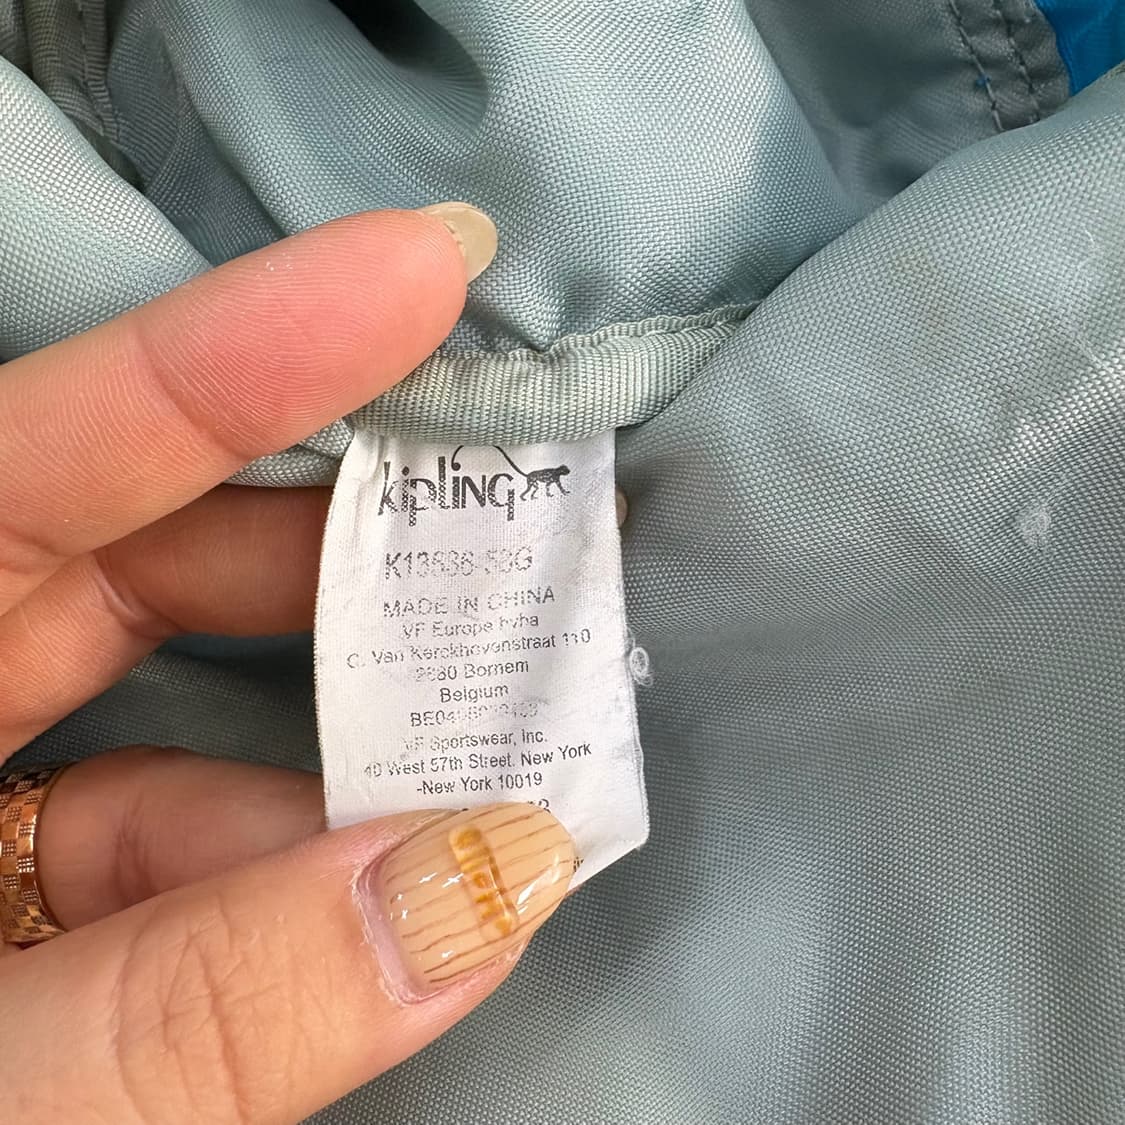 kipling
MADE IN CHINA
VF Europe bvba
C. Van Kerckhovenstraat 110
2880 Bornem
Belgium
VF Sportswear, Inc.
40 West 57th Street, New York
-New York 10019